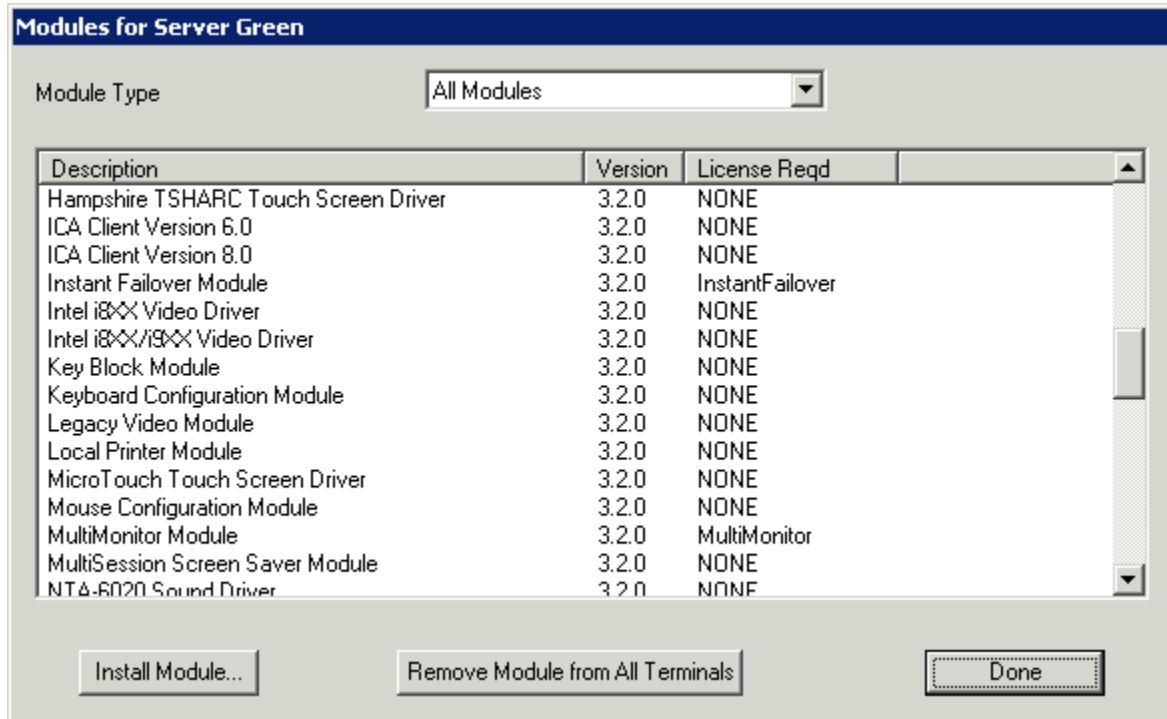 Modules for Server Green
Module Type All Modules
Description Version License Reqd
Hampshire TSHARC Touch Screen Driver 3.2.0 NONE
ICA Client Version 6.0 3.2.0 NONE
ICA Client Version 8.0 3.2.0 NONE
Instant Failover Module 3.2.0 InstantFailover
Intel i8XX Video Driver 3.2.0 NONE
Intel i8XX/i9XX Video Driver 3.2.0 NONE
Key Block Module 3.2.0 NONE
Keyboard Configuration Module 3.2.0 NONE
Legacy Video Module 3.2.0 NONE
Local Printer Module 3.2.0 NONE
MicroTouch Touch Screen Driver 3.2.0 NONE
Mouse Configuration Module 3.2.0 NONE
MultiMonitor Module 3.2.0 MultiMonitor
MultiSession Screen Saver Module 3.2.0 NONE
NTA-6020 Sound Driver 3.2.0 NONE
Install Module... Remove Module from All Terminals Done